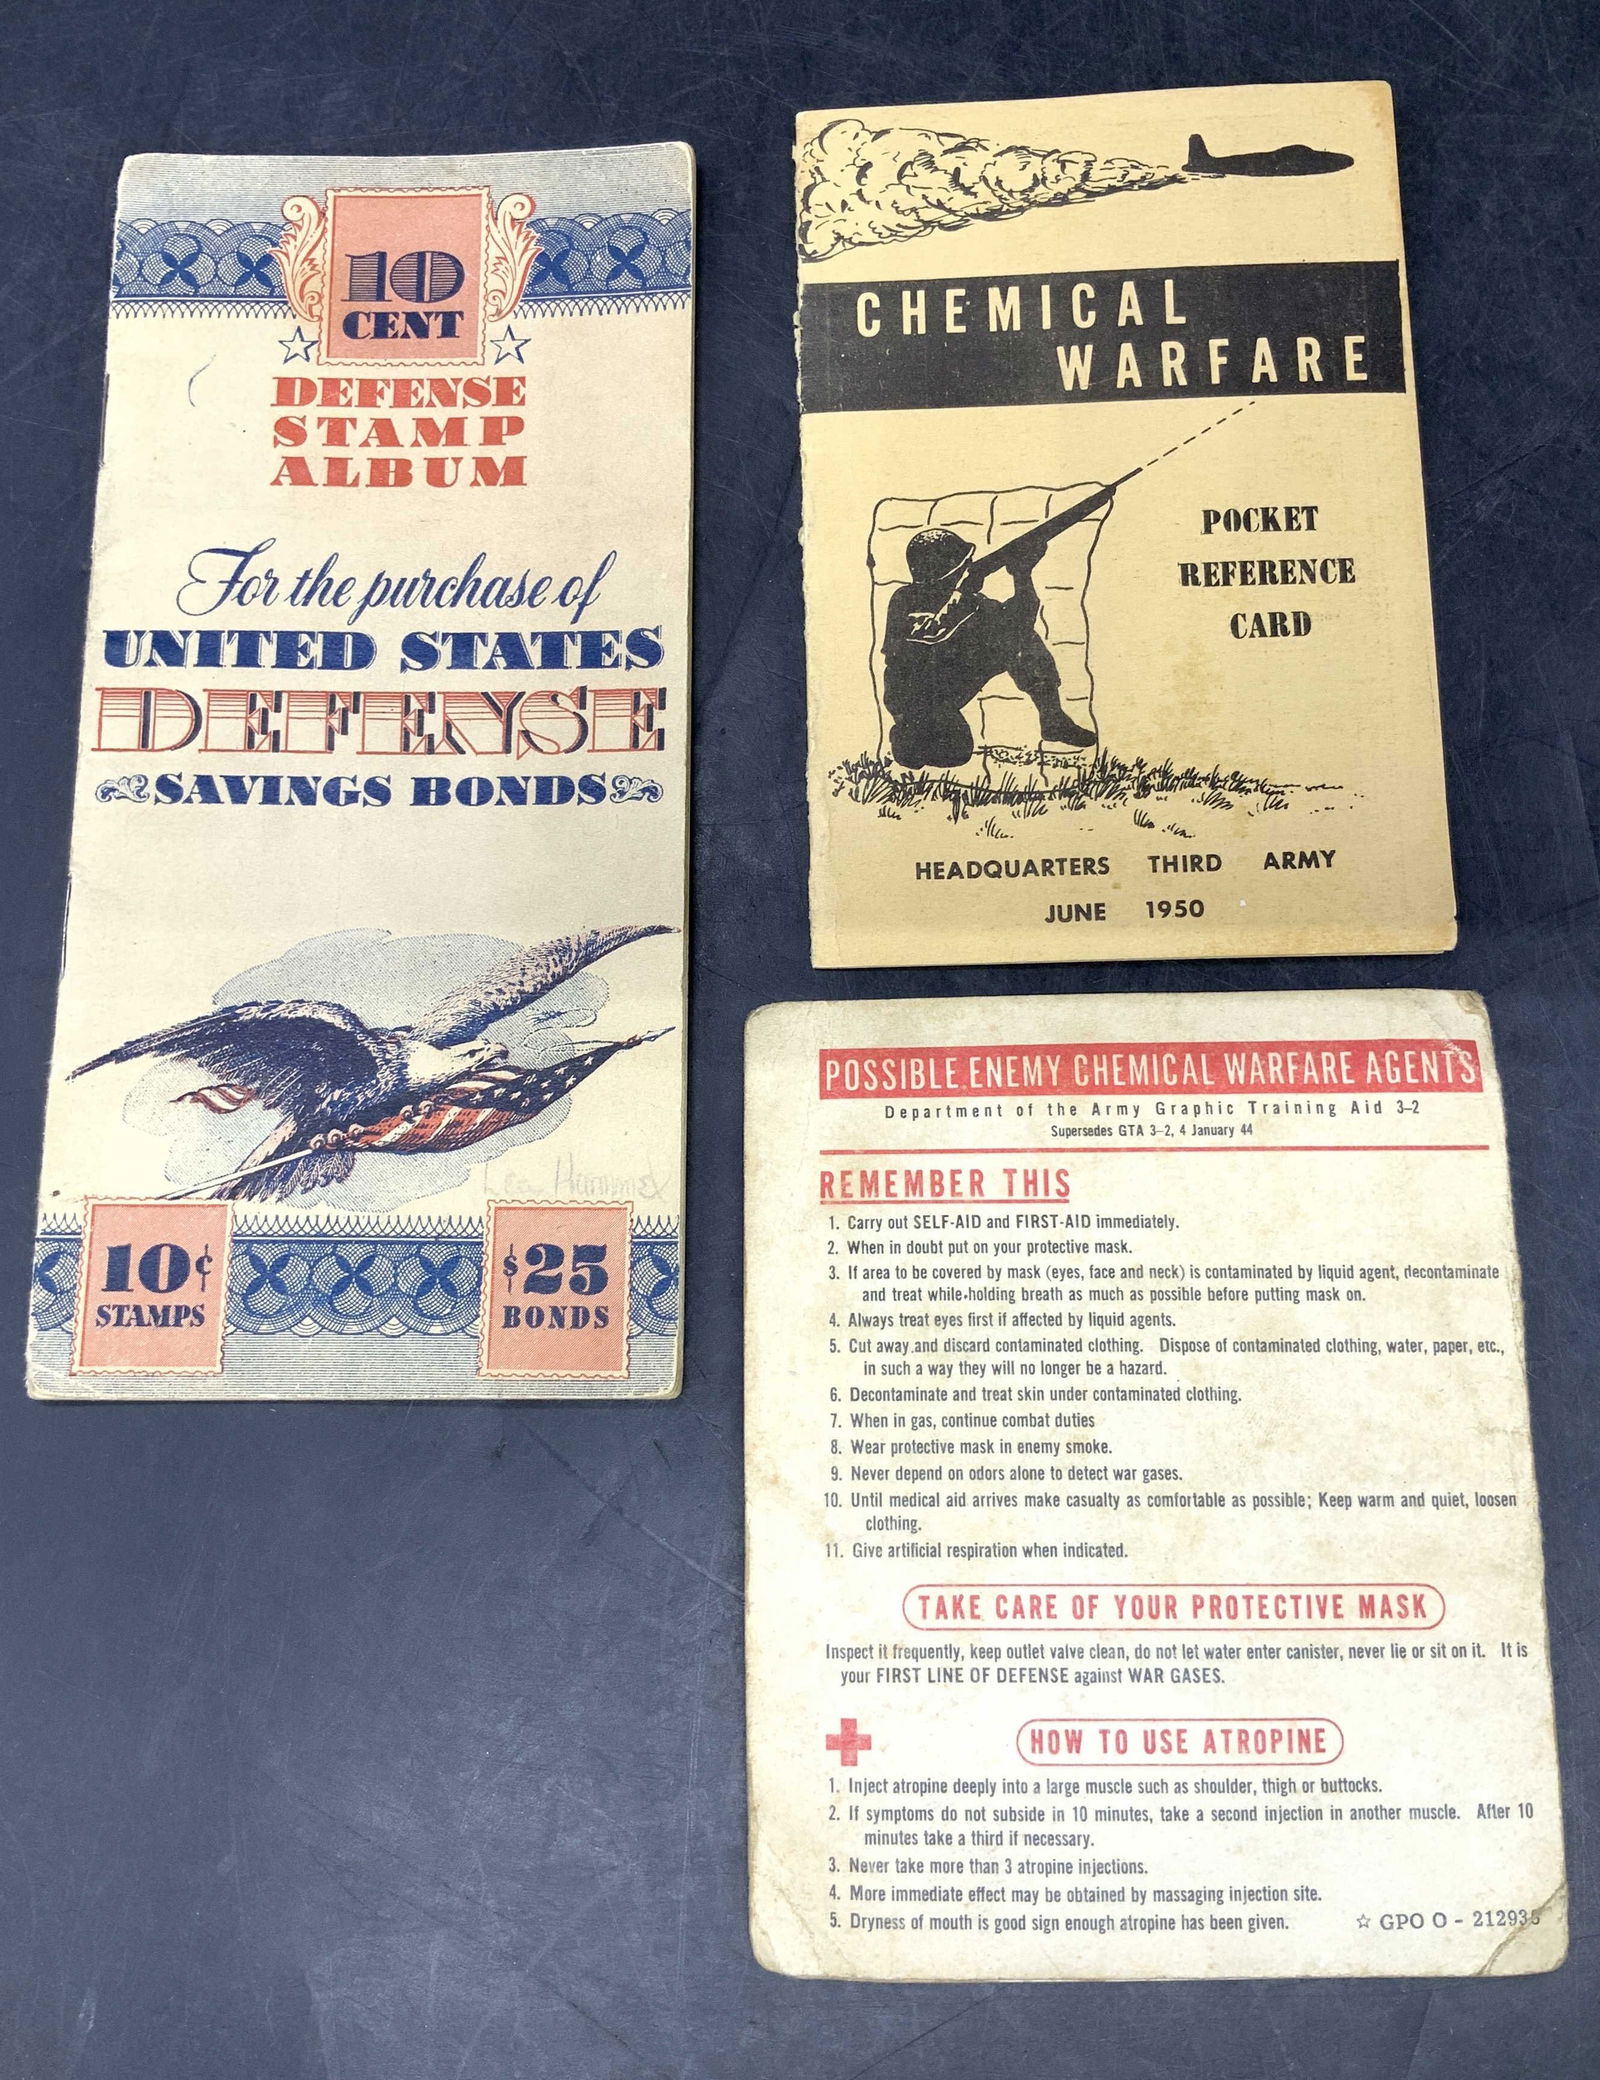 10
CENT
DEFENSE
STAMP
ALBUM
For the purchase of
UNITED STATES
DEFENSE
SAVINGS BONDS
10¢
STAMPS
$25
BONDS
CHEMICAL
WARFARE
POCKET
REFERENCE
CARD
HEADQUARTERS THIRD ARMY
JUNE 1950
POSSIBLE ENEMY CHEMICAL WARFARE AGENTS
Department of the Army Graphic Training Aid 3-2
Supersedes GTA 3-2, 4 January 44
REMEMBER THIS
1. Carry out SELF-AID and FIRST-AID immediately.
2. When in doubt put on your protective mask.
3. If area to be covered by mask (eyes, face and neck) is contaminated by liquid agent, decontaminate
and treat while holding breath as much as possible before putting mask on.
4. Always treat eyes first if affected by liquid agents.
5. Cut away and discard contaminated clothing. Dispose of contaminated clothing, water, paper, etc.,
in such a way they will no longer be a hazard.
6. Decontaminate and treat skin under contaminated clothing.
7. When in gas, continue combat duties
8. Wear protective mask in enemy smoke.
9. Never depend on odors alone to detect war gases.
10. Until medical aid arrives make casualty as comfortable as possible; Keep warm and quiet, loosen
clothing.
11. Give artificial respiration when indicated.
TAKE CARE OF YOUR PROTECTIVE MASK
Inspect it frequently, keep outlet valve clean, do not let water enter canister, never lie or sit on it. It is
your FIRST LINE OF DEFENSE against WAR GASES.
HOW TO USE ATROPINE
1. Inject atropine deeply into a large muscle such as shoulder, thigh or buttocks.
2. If symptoms do not subside in 10 minutes, take a second injection in another muscle. After 10
minutes take a third if necessary.
3. Never take more than 3 atropine injections.
4. More immediate effect may be obtained by massaging injection site.
5. Dryness of mouth is good sign enough atropine has been given.
☆ GPO O - 212935